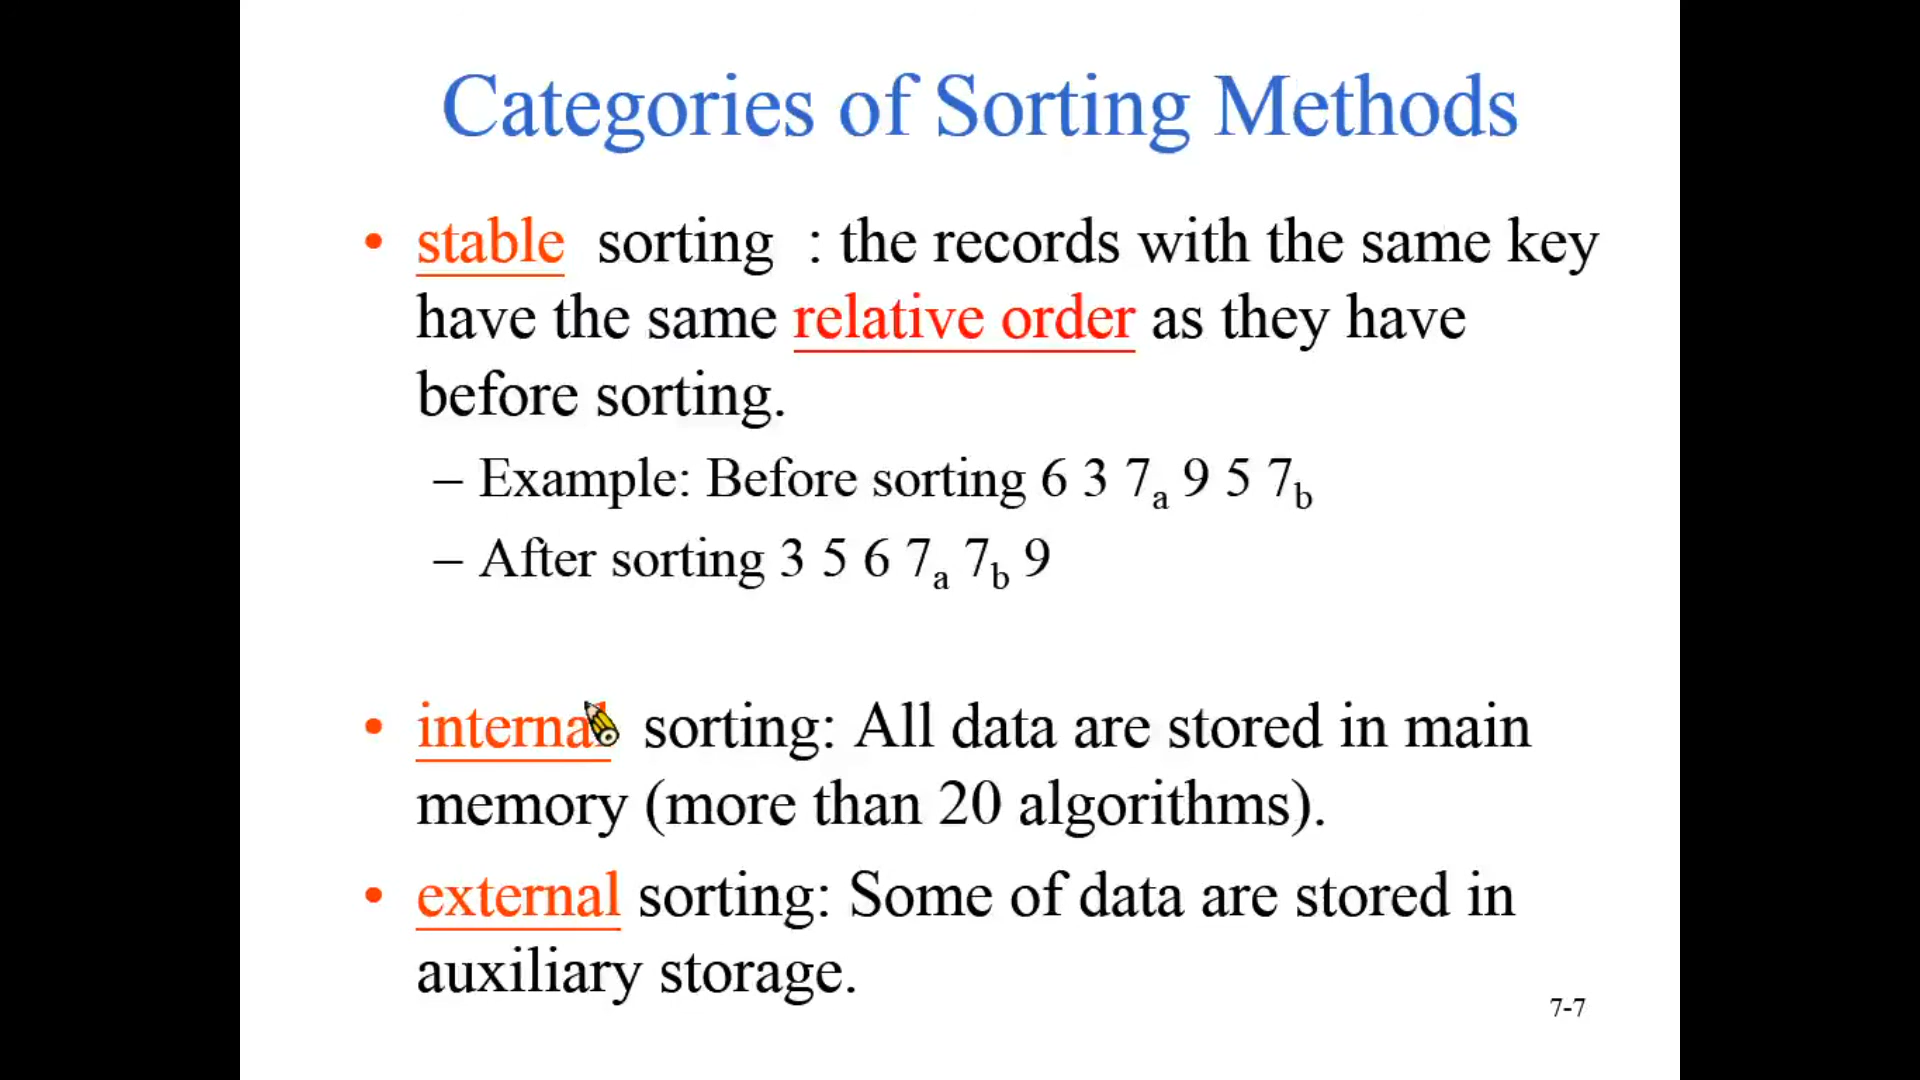 Categories of Sorting Methods
• stable sorting : the records with the same key
have the same relative order as they have
before sorting.
– Example: Before sorting 6 3 7a 9 5 7b
– After sorting 3 5 6 7a 7b 9
• internal sorting: All data are stored in main
memory (more than 20 algorithms).
• external sorting: Some of data are stored in
auxiliary storage.
7-7